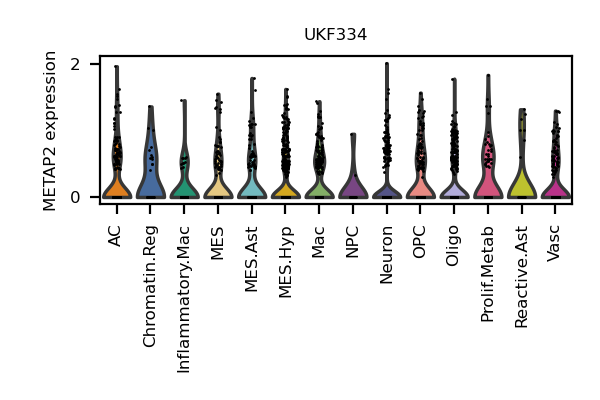 UKF334
METAP2 expression
2
0
AC
Chromatin.Reg
Inflammatory.Mac
MES
MES.Ast
MES.Hyp
Mac
NPC
Neuron
OPC
Oligo
Prolif.Metab
Reactive.Ast
Vasc